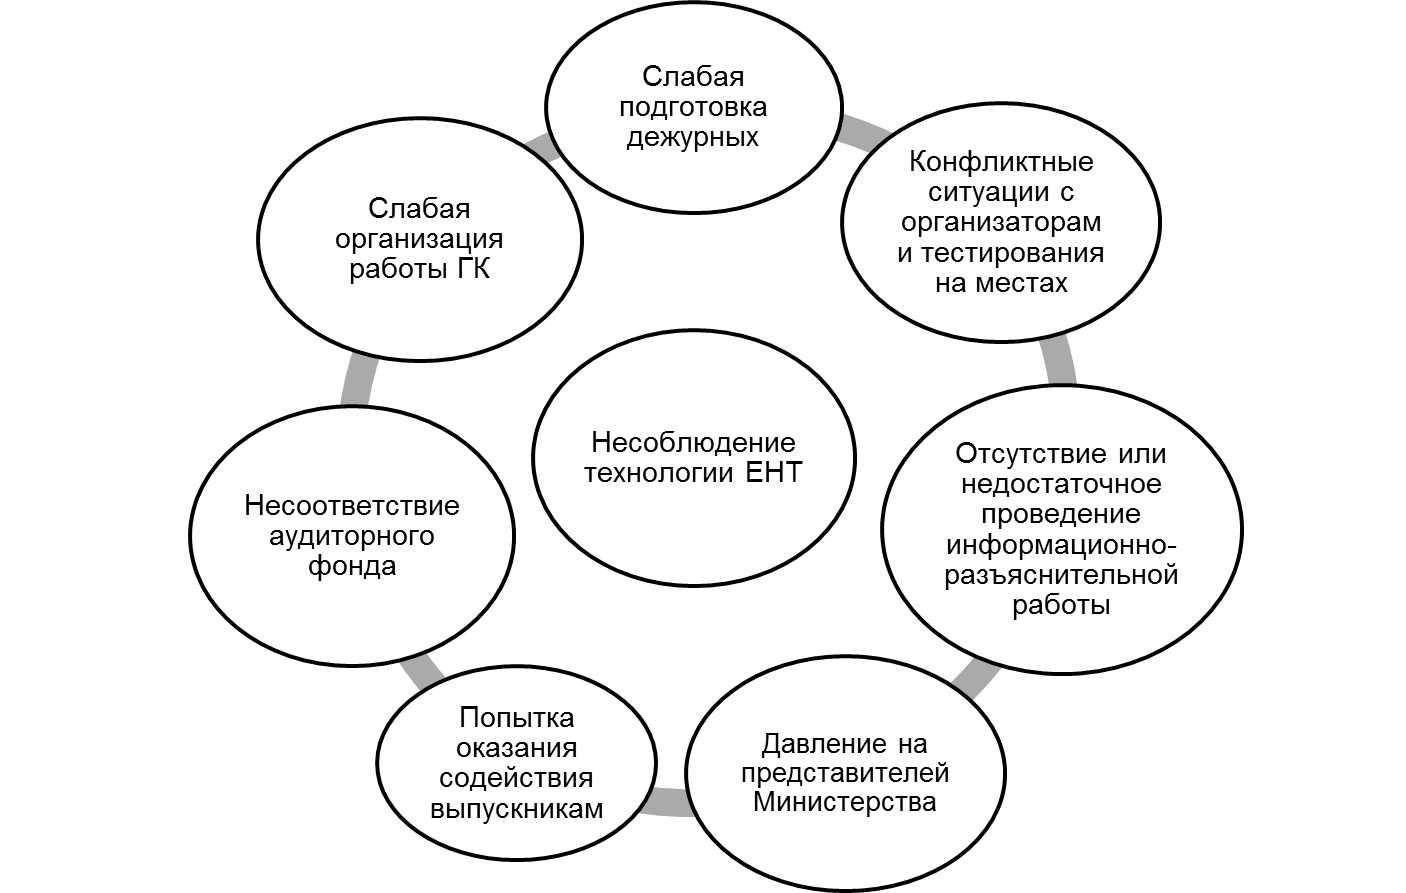 Слабая
подготовка
дежурных
Конфликтные
ситуации с
организаторам
и тестирования
на местах
Слабая
организация
работы ГК
Несоблюдение
технологии ЕНТ
Отсутствие или
недостаточное
проведение
информационно-
разъяснительной
работы
Несоответствие
аудиторного
фонда
Попытка
оказания
содействия
выпускникам
Давление на
представителей
Министерства